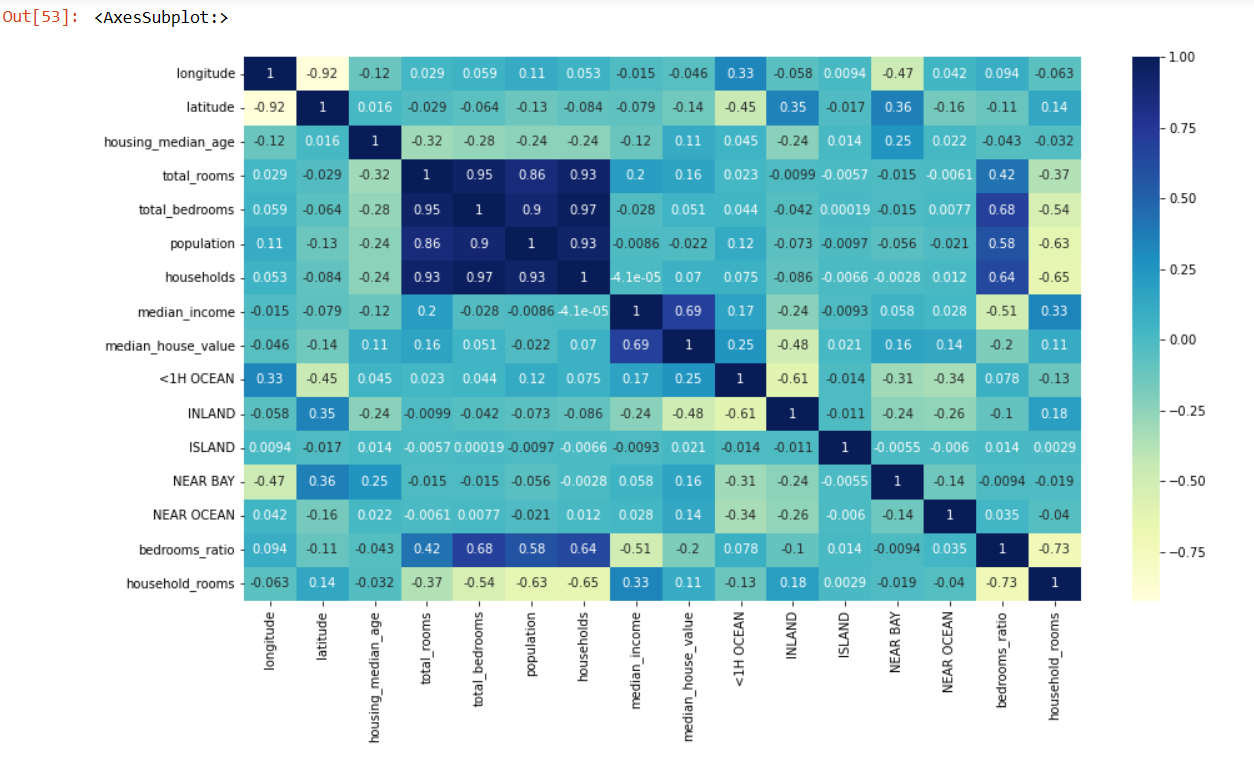 Out[53]: <AxesSubplot:>
1.00
longitude 1 -0.92 -0.12 0.029 0.059 0.11 0.053 -0.015 -0.046 0.33 -0.058 0.0094 -0.47 0.042 0.094 -0.063
latitude -0.92 1 0.016 -0.029 -0.064 -0.13 -0.084 -0.079 -0.14 -0.45 0.35 -0.017 0.36 -0.16 -0.11 0.14
0.75
housing_median_age -0.12 0.016 1 -0.32 -0.28 -0.24 -0.24 -0.12 0.11 0.045 -0.24 0.014 0.25 0.022 -0.043 -0.032
total_rooms 0.029 -0.029 -0.32 1 0.95 0.86 0.93 0.2 0.16 0.023 -0.0099 -0.0057 -0.015 -0.0061 0.42 -0.37
0.50
total_bedrooms 0.059 -0.064 -0.28 0.95 1 0.9 0.97 -0.028 0.051 0.044 -0.042 0.00019 -0.015 0.0077 0.68 -0.54
population 0.11 -0.13 -0.24 0.86 0.9 1 0.93 -0.0086 -0.022 0.12 -0.073 -0.0097 -0.056 -0.021 0.58 -0.63
0.25
households 0.053 -0.084 -0.24 0.93 0.97 0.93 1 -4.1e-05 0.07 0.075 -0.086 -0.0066 -0.0028 0.012 0.64 -0.65
median_income -0.015 -0.079 -0.12 0.2 -0.028 -0.0086 -4.1e-05 1 0.69 0.17 -0.24 -0.0093 0.058 0.028 -0.51 0.33
0.00
median_house_value -0.046 -0.14 0.11 0.16 0.051 -0.022 0.07 0.69 1 0.25 -0.48 0.021 0.16 0.14 -0.2 0.11
<1H OCEAN 0.33 -0.45 0.045 0.023 0.044 0.12 0.075 0.17 0.25 1 -0.61 -0.014 -0.31 -0.34 0.078 -0.13
−0.25
INLAND -0.058 0.35 -0.24 -0.0099 -0.042 -0.073 -0.086 -0.24 -0.48 -0.61 1 -0.011 -0.24 -0.26 -0.1 0.18
ISLAND 0.0094 -0.017 0.014 -0.0057 0.00019 -0.0097 -0.0066 -0.0093 0.021 -0.014 -0.011 1 -0.0055 -0.006 0.014 0.0029
−0.50
NEAR BAY -0.47 0.36 0.25 -0.015 -0.015 -0.056 -0.0028 0.058 0.16 -0.31 -0.24 -0.0055 1 -0.14 -0.0094 -0.019
NEAR OCEAN 0.042 -0.16 0.022 -0.0061 0.0077 -0.021 0.012 0.028 0.14 -0.34 -0.26 -0.006 -0.14 1 0.035 -0.04
−0.75
bedrooms_ratio 0.094 -0.11 -0.043 0.42 0.68 0.58 0.64 -0.51 -0.2 0.078 -0.1 0.014 -0.0094 0.035 1 -0.73
household_rooms -0.063 0.14 -0.032 -0.37 -0.54 -0.63 -0.65 0.33 0.11 -0.13 0.18 0.0029 -0.019 -0.04 -0.73 1
longitude
latitude
housing_median_age
total_rooms
total_bedrooms
population
households
median_income
median_house_value
<1H OCEAN
INLAND
ISLAND
NEAR BAY
NEAR OCEAN
bedrooms_ratio
household_rooms